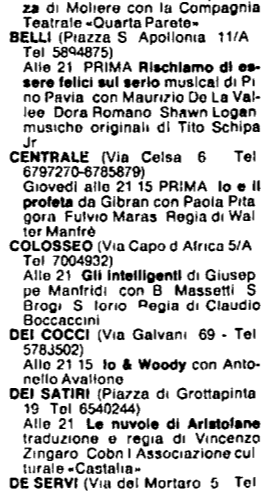 za di Moliere con la Compagnia
Teatrale «Quarta Parete»
BELLI (Piazza S Apollonia 11/A
Tel 5894875)
Alle 21 PRIMA Rischiamo di es-
sere felici sul serio musical di Pi
no Pavia con Maurizio De La Val-
lee Dora Romano Shawn Logan
musiche originali di Tito Schipa
Jr
CENTRALE (Via Celsa 6 Tel
6797270-6785879)
Giovedì alle 21 15 PRIMA Io e il
profeta da Gibran con Paola Pita
gora Fulvio Maras Regia di Wal
ter Manfrè
COLOSSEO (Via Capo d Africa 5/A
Tel 7004932)
Alle 21 Gli intelligenti di Giusep
pe Manfridi con B Massetti S
Brogi S Iorio Regia di Claudio
Boccaccini
DEI COCCI (Via Galvani 69 - Tel
5783502)
Alle 21 15 Io & Woody con Anto-
nello Avallone
DEI SATIRI (Piazza di Grottapinta
19 Tel 6540244)
Alle 21 Le nuvole di Aristofane
traduzione e regia di Vincenzo
Zingaro Cobn l Associazione cul
turale «Castalia»
DE SERVI (Via del Mortaro 5 Tel